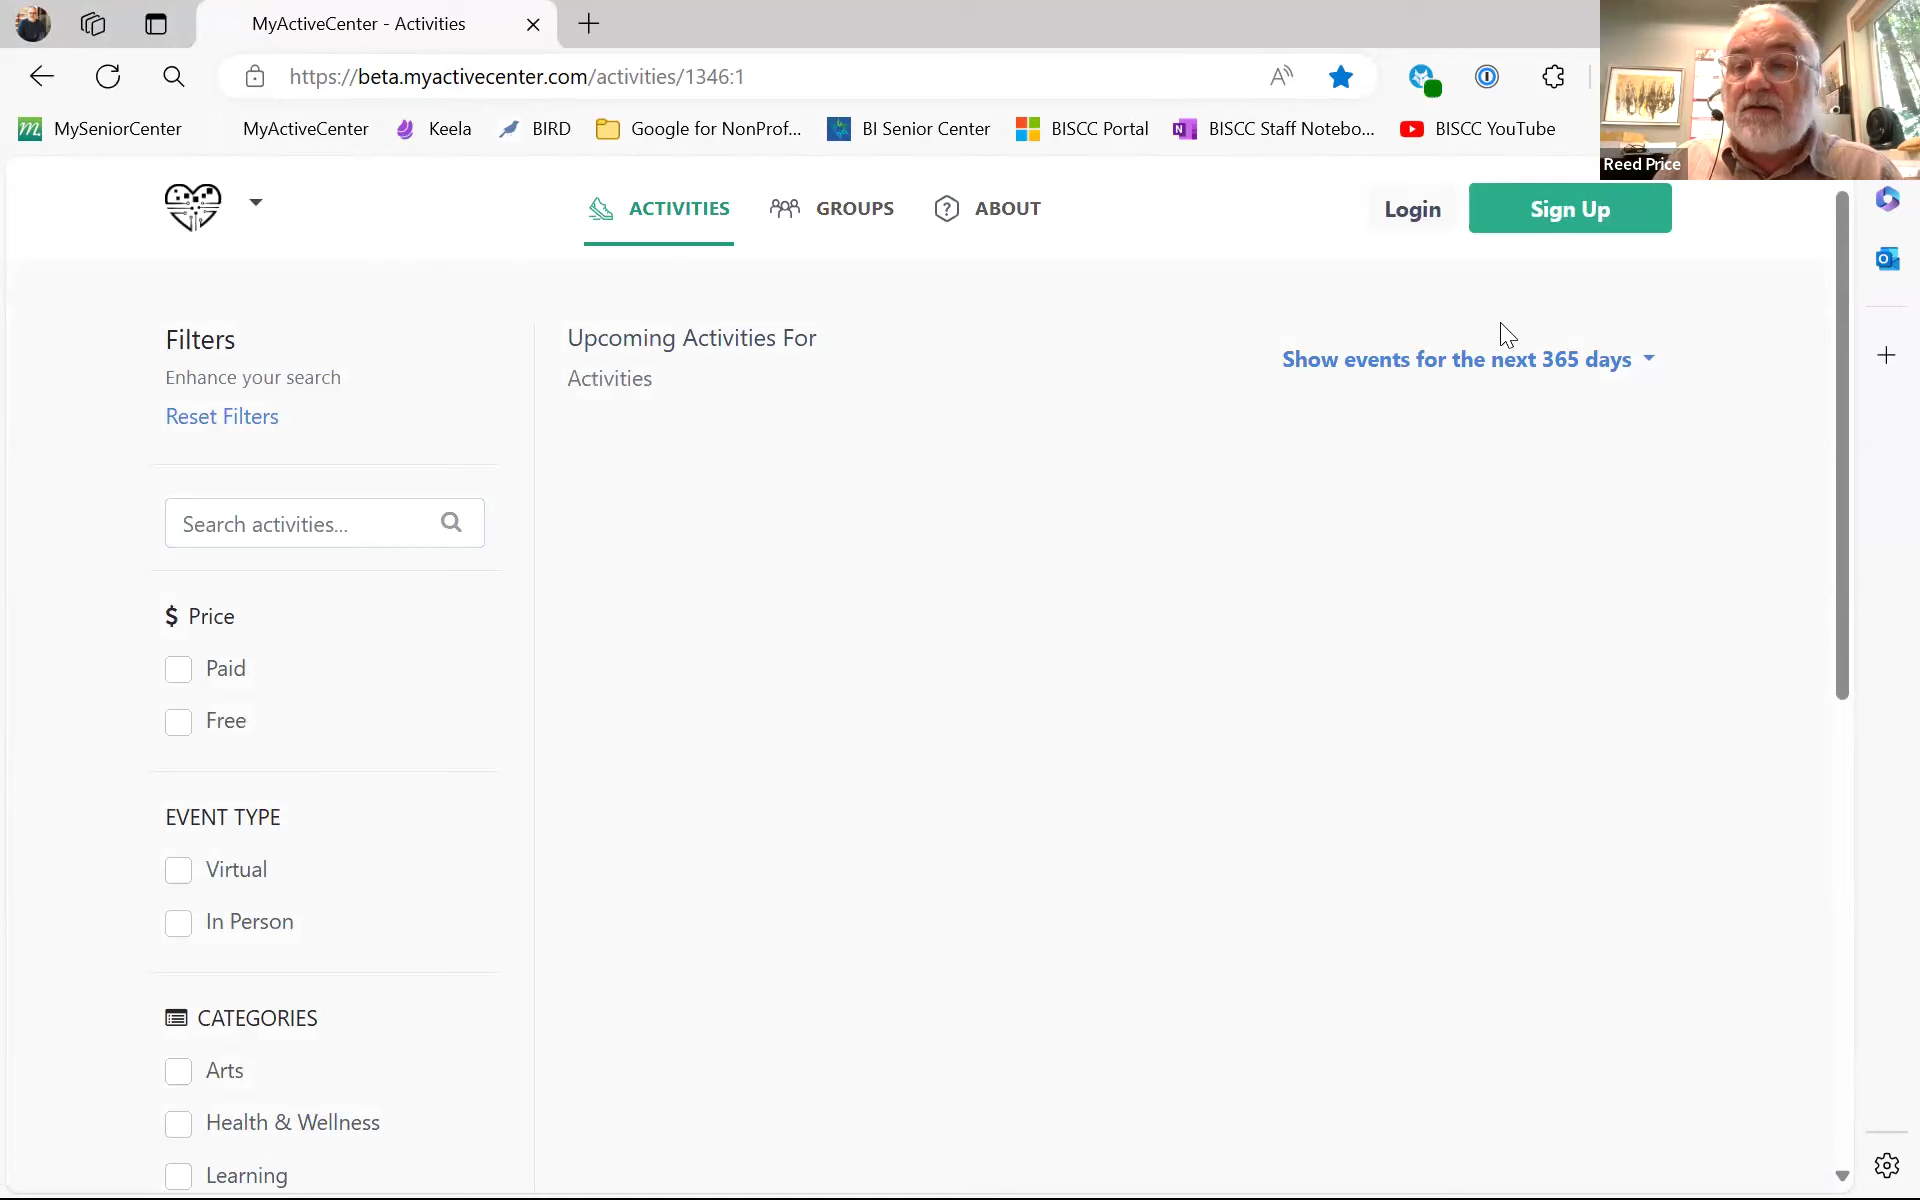 MyActiveCenter - Activities
https://beta.myactivecenter.com/activities/1346:1
MySeniorCenter MyActiveCenter Keela BIRD Google for NonProf... BI Senior Center BISCC Portal BISCC Staff Notebo... BISCC YouTube
Reed Price
ACTIVITIES GROUPS ABOUT Login Sign Up
Filters
Enhance your search
Reset Filters
Search activities...
$ Price
Paid
Free
EVENT TYPE
Virtual
In Person
CATEGORIES
Arts
Health & Wellness
Learning
Upcoming Activities For
Activities
Show events for the next 365 days